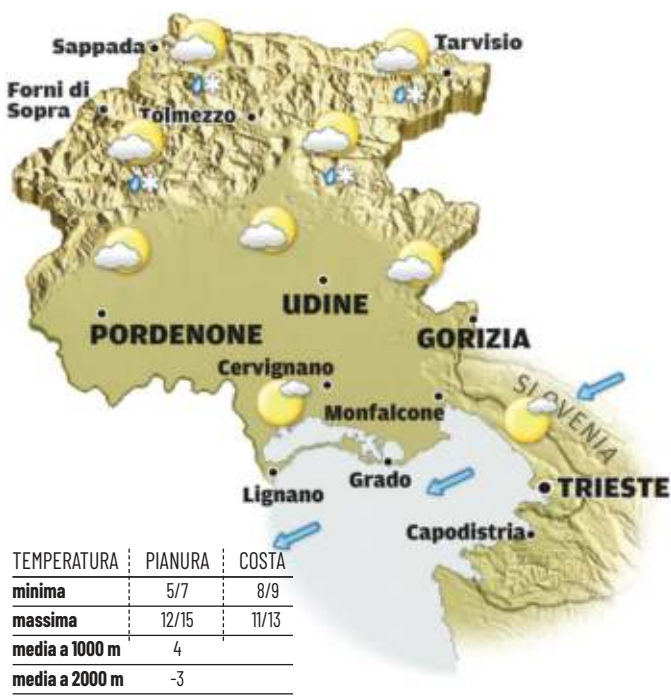 Sappada
Tarvisio
Forni di
Sopra
Tolmezzo
UDINE
PORDENONE
GORIZIA
Cervignano
SLOVENIA
Monfalcone
Grado
Lignano
TRIESTE
Capodistria
TEMPERATURA PIANURA COSTA
minima 5/7 8/9
massima 12/15 11/13
media a 1000 m 4
media a 2000 m -3